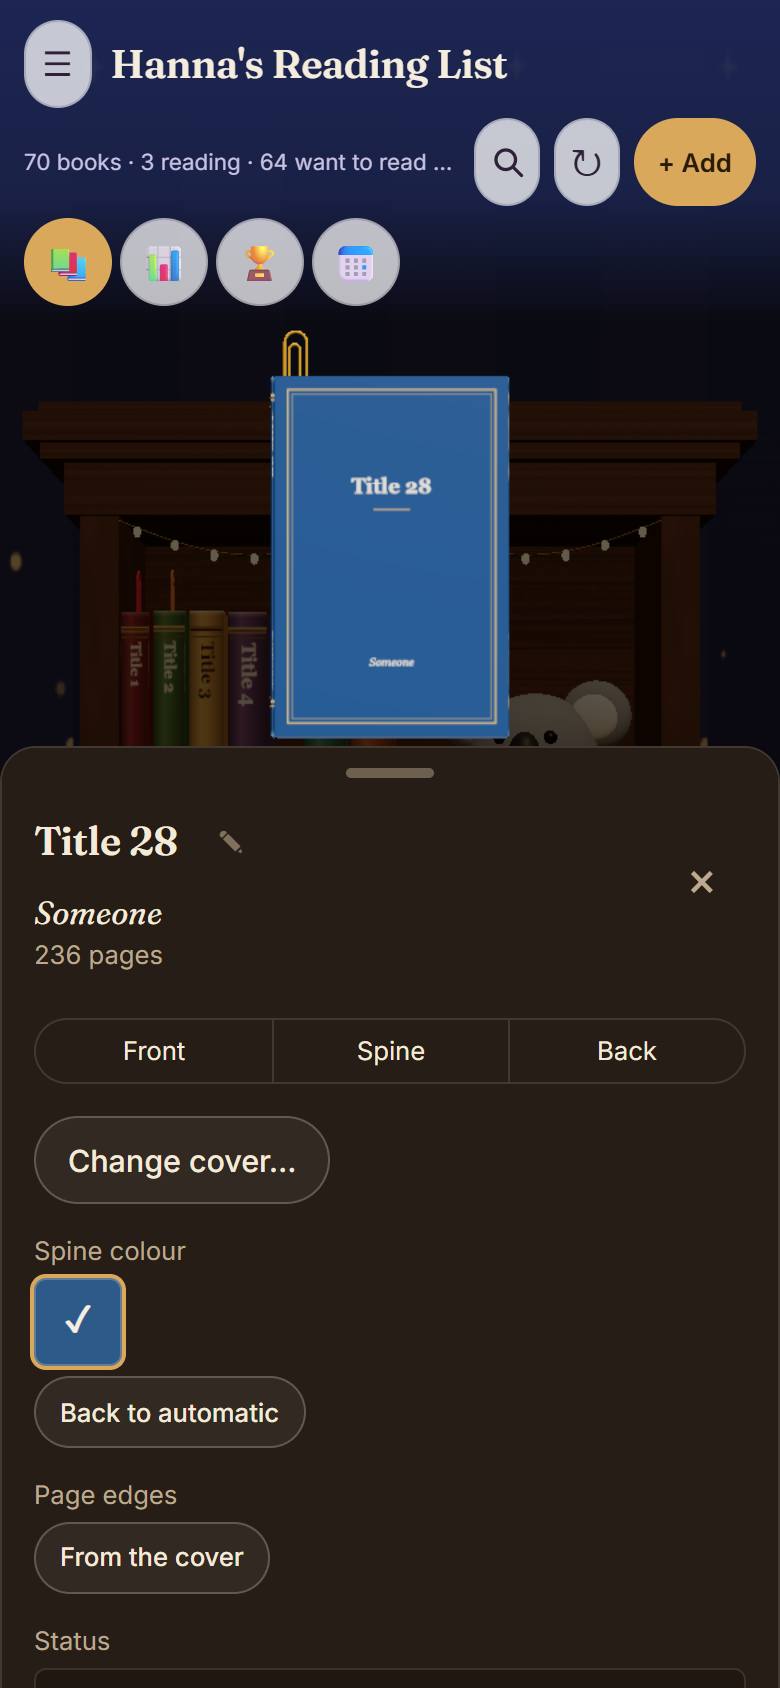 Hanna's Reading List
70 books · 3 reading · 64 want to read ...
+ Add
Title 28
Someone
Title 1
Title 2
Title 3
Title 4
Title 28
Someone
236 pages
Front
Spine
Back
Change cover...
Spine colour
Back to automatic
Page edges
From the cover
Status